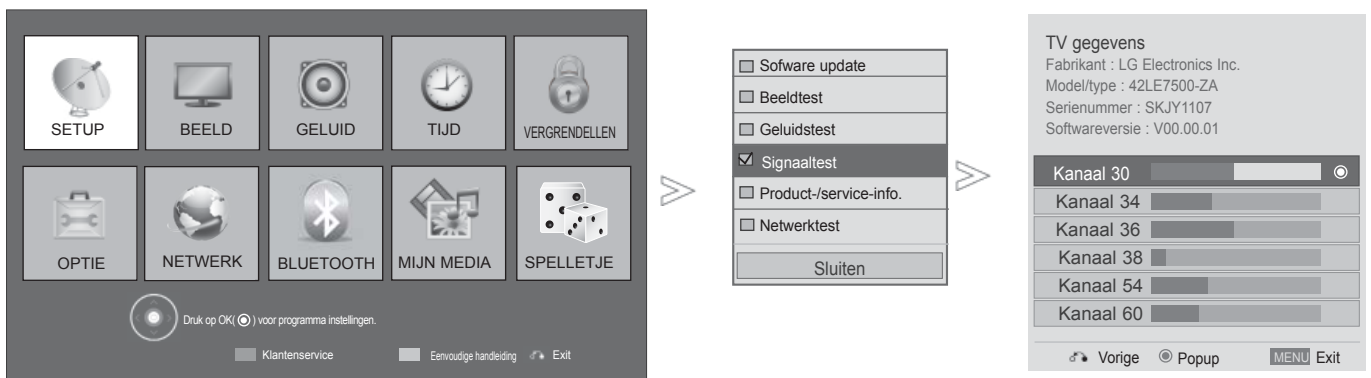 SETUP
BEELD
GELUID
TIJD
VERGRENDELLEN
OPTIE
NETWERK
BLUETOOTH
MIJN MEDIA
SPELLETJE
Druk op OK( ) voor programma instellingen.
Klantenservice
Eenvoudige handleiding
Exit
Sofware update
Beeldtest
Geluidstest
Signaaltest
Product-/service-info.
Netwerktest
Sluiten
TV gegevens
Fabrikant : LG Electronics Inc.
Model/type : 42LE7500-ZA
Serienummer : SKJY1107
Softwareversie : V00.00.01
Kanaal 30
Kanaal 34
Kanaal 36
Kanaal 38
Kanaal 54
Kanaal 60
Vorige
Popup
MENU Exit